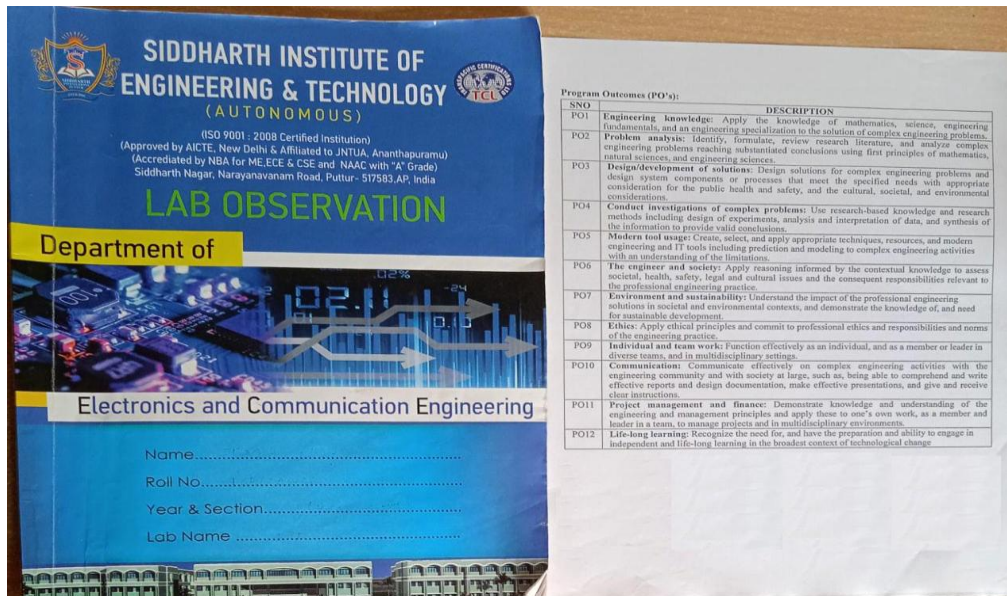 SIDDHARTH INSTITUTE OF
ENGINEERING & TECHNOLOGY
TCL
(AUTONOMOUS)
(ISO 9001 : 2008 Certified Institution)
(Approved by AICTE, New Delhi & Affiliated to JNTUA, Ananthapuramu)
(Accrediated by NBA for ME,ECE & CSE and NAAC with "A" Grade)
Siddharth Nagar, Narayanavanam Road, Puttur- 517583,AP, India
LAB OBSERVATION
Department of
.02%
02.11
Electronics and Communication Engineering
Name
Roll No
Year & Section
Lab Name
Program Outcomes (PO's):
SNO DESCRIPTION
PO1 Engineering knowledge: Apply the knowledge of mathematics, science, engineering
fundamentals, and an engineering specialization to the solution of complex engineering problems.
PO2 Problem analysis: Identify, formulate, review research literature, and analyze complex
engineering problems reaching substantiated conclusions using first principles of mathematics,
natural sciences, and engineering sciences.
PO3 Design/development of solutions: Design solutions for complex engineering problems and
design system components or processes that meet the specified needs with appropriate
consideration for the public health and safety, and the cultural, societal, and environmental
considerations.
PO4 Conduct investigations of complex problems: Use research-based knowledge and research
methods including design of experiments, analysis and interpretation of data, and synthesis of
the information to provide valid conclusions.
PO5 Modern tool usage: Create, select, and apply appropriate techniques, resources, and modern
engineering and IT tools including prediction and modeling to complex engineering activities
with an understanding of the limitations.
PO6 The engineer and society: Apply reasoning informed by the contextual knowledge to assess
societal, health, safety, legal and cultural issues and the consequent responsibilities relevant to
the professional engineering practice.
PO7 Environment and sustainability: Understand the impact of the professional engineering
solutions in societal and environmental contexts, and demonstrate the knowledge of, and need
for sustainable development.
PO8 Ethics: Apply ethical principles and commit to professional ethics and responsibilities and norms
of the engineering practice.
PO9 Individual and team work: Function effectively as an individual, and as a member or leader in
diverse teams, and in multidisciplinary settings.
PO10 Communication: Communicate effectively on complex engineering activities with the
engineering community and with society at large, such as, being able to comprehend and write
effective reports and design documentation, make effective presentations, and give and receive
clear instructions.
PO11 Project management and finance: Demonstrate knowledge and understanding of the
engineering and management principles and apply these to one's own work, as a member and
leader in a team, to manage projects and in multidisciplinary environments.
PO12 Life-long learning: Recognize the need for, and have the preparation and ability to engage in
independent and life-long learning in the broadest context of technological change